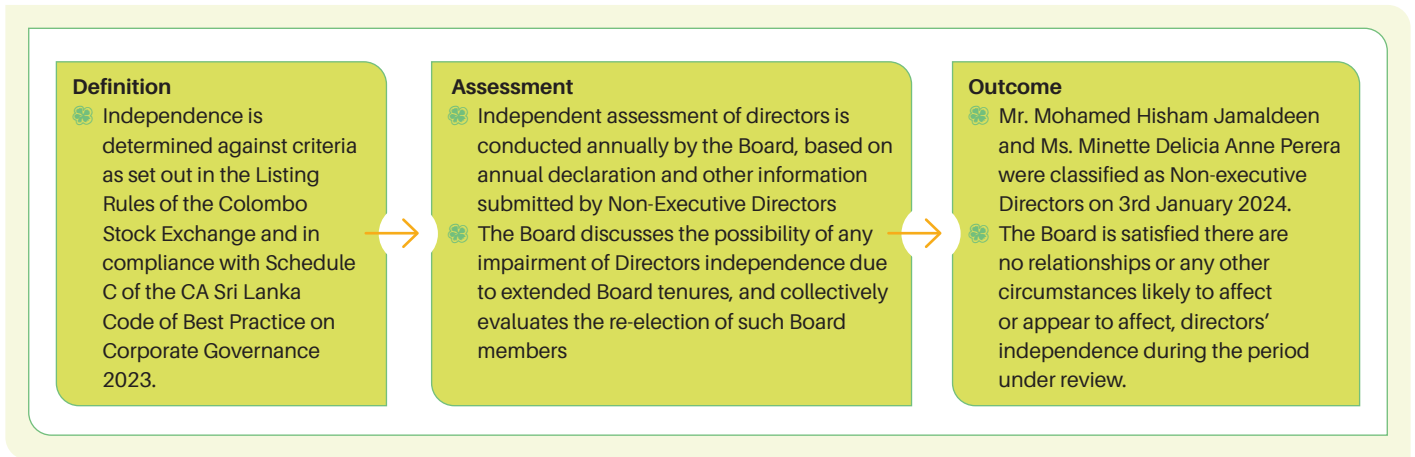 Definition
Independence is
determined against criteria
as set out in the Listing
Rules of the Colombo
Stock Exchange and in
compliance with Schedule
C of the CA Sri Lanka
Code of Best Practice on
Corporate Governance
2023.
Assessment
Independent assessment of directors is
conducted annually by the Board, based on
annual declaration and other information
submitted by Non-Executive Directors
The Board discusses the possibility of any
impairment of Directors independence due
to extended Board tenures, and collectively
evaluates the re-election of such Board
members
Outcome
Mr. Mohamed Hisham Jamaldeen
and Ms. Minette Delicia Anne Perera
were classified as Non-executive
Directors on 3rd January 2024.
The Board is satisfied there are
no relationships or any other
circumstances likely to affect
or appear to affect, directors’
independence during the period
under review.